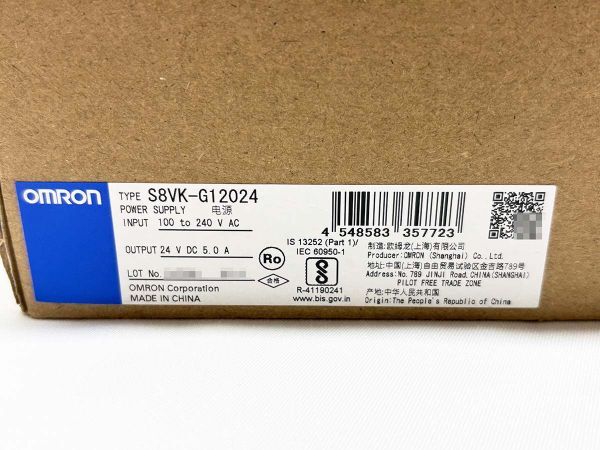 OMRON
TYPE S8VK-G12024
POWER SUPPLY 电源
INPUT 100 to 240 V AC
OUTPUT 24 V DC 5.0 A
LOT No.
OMRON Corporation
MADE IN CHINA
Ro
合格
IS 13252 (Part 1)/
IEC 60950-1
R-41190241
www.bis.gov.in
4 548583 357723
制造:欧姆龙(上海)有限公司
Producer:OMRON (Shanghai) Co., Ltd.
地址:中国(上海)自由贸易试验区金吉路789号
Address:No.789 JINJI Road,CHINA(SHANGHAI)
PILOT FREE TRADE ZONE
产地:中华人民共和国
Origin:The People's Republic of China